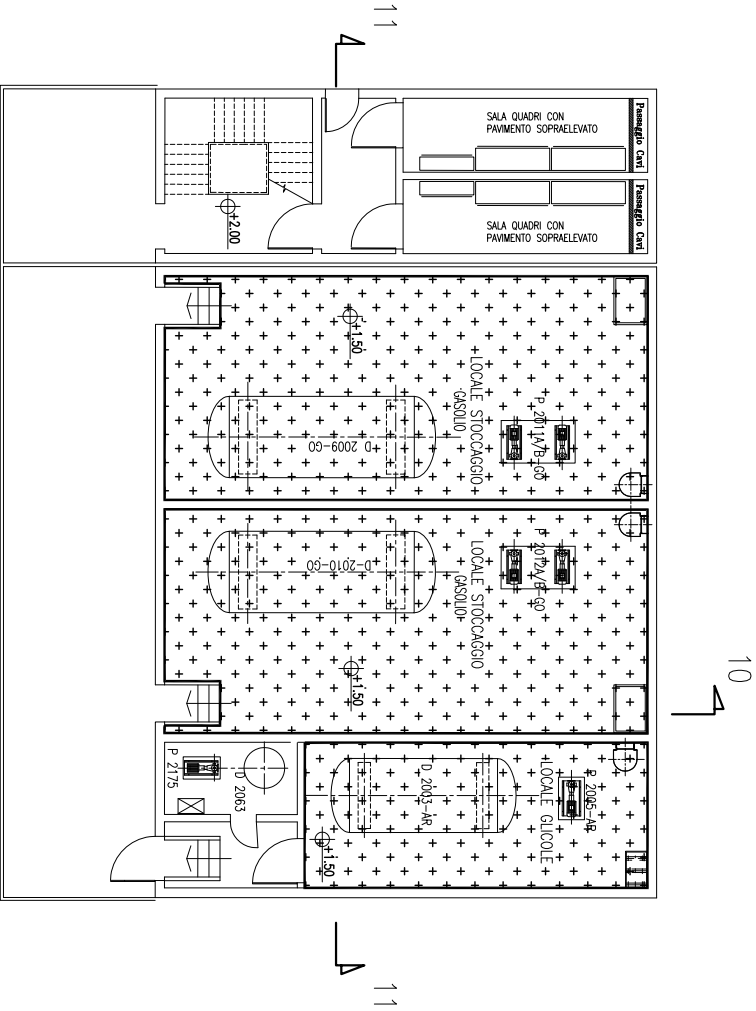 11
Passaggio Cavi
SALA QUADRI CON
PAVIMENTO SOPRAELEVATO
Passaggio Cavi
SALA QUADRI CON
PAVIMENTO SOPRAELEVATO
+2.00
+1.50
LOCALE STOCCAGGIO
GASOLIO
P 2011A/B-GO
D 2009-GO
P 2012A/B-GO
LOCALE STOCCAGGIO
GASOLIO
D-2010-GO
+1.50
10
P 2175
D 2063
D 2003-AR
LOCALE GLICOLE
P 2005-AR
+1.50
11